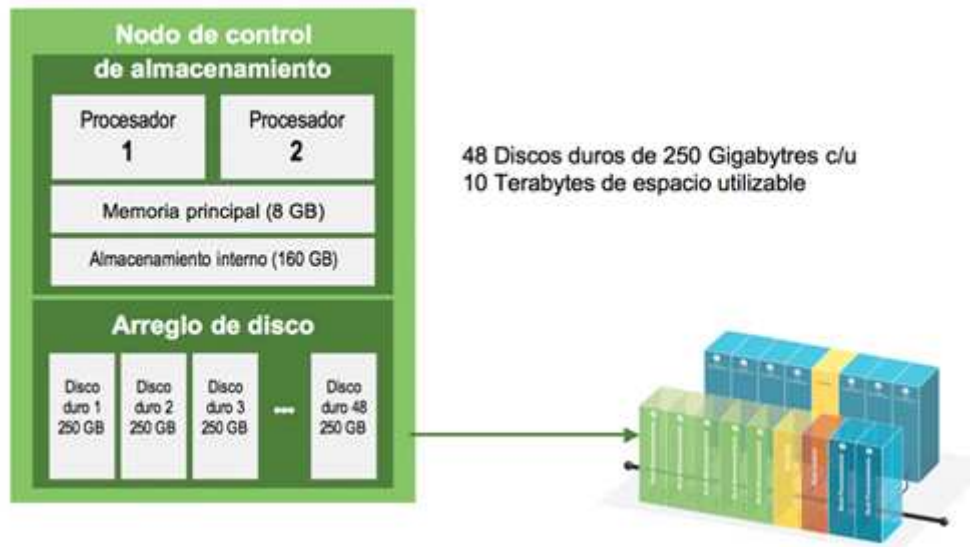 Nodo de control
de almacenamiento
Procesador
1
Procesador
2
Memoria principal (8 GB)
Almacenamiento interno (160 GB)
Arreglo de disco
Disco
duro 1
250 GB
Disco
duro 2
250 GB
Disco
duro 3
250 GB
...
Disco
duro 48
250 GB
48 Discos duros de 250 Gigabytres c/u
10 Terabytes de espacio utilizable